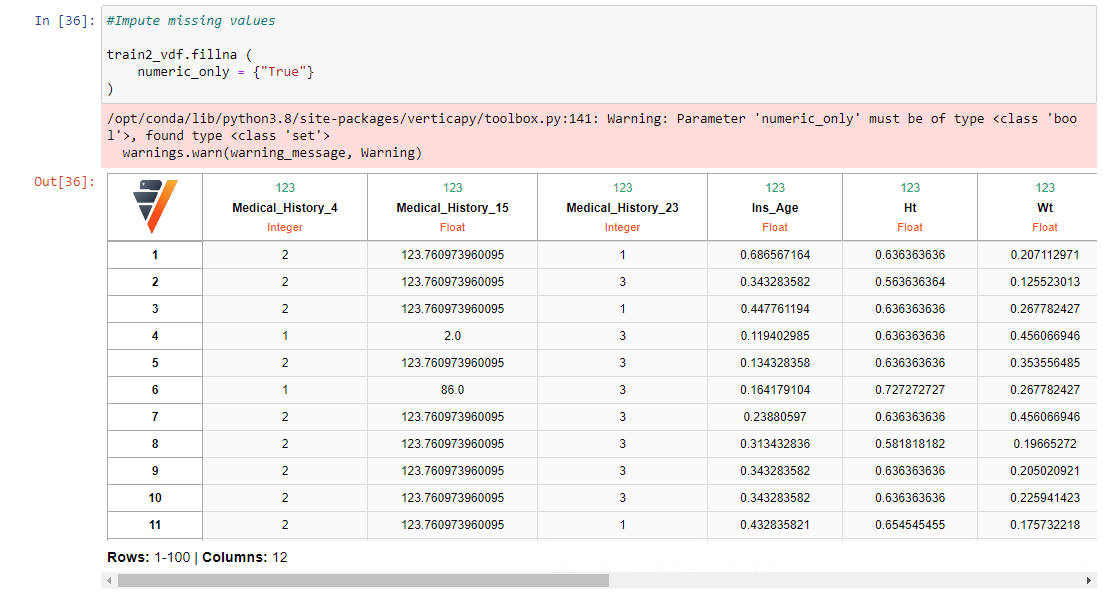 In [36]: #Impute missing values
train2_vdf.fillna (
numeric_only = {"True"}
)
/opt/conda/lib/python3.8/site-packages/verticapy/toolbox.py:141: Warning: Parameter 'numeric_only' must be of type <class 'boo
l'>, found type <class 'set'>
warnings.warn(warning_message, Warning)
Out[36]:
123 123 123 123 123 123
Medical_History_4 Medical_History_15 Medical_History_23 Ins_Age Ht Wt
Integer Float Integer Float Float Float
1 2 123.760973960095 1 0.686567164 0.636363636 0.207112971
2 2 123.760973960095 3 0.343283582 0.563636364 0.125523013
3 2 123.760973960095 1 0.447761194 0.636363636 0.267782427
4 1 2.0 3 0.119402985 0.636363636 0.456066946
5 2 123.760973960095 3 0.134328358 0.636363636 0.353556485
6 1 86.0 3 0.164179104 0.727272727 0.267782427
7 2 123.760973960095 3 0.23880597 0.636363636 0.456066946
8 2 123.760973960095 3 0.313432836 0.581818182 0.19665272
9 2 123.760973960095 3 0.343283582 0.636363636 0.205020921
10 2 123.760973960095 3 0.343283582 0.636363636 0.225941423
11 2 123.760973960095 1 0.432835821 0.654545455 0.175732218
Rows: 1-100 | Columns: 12